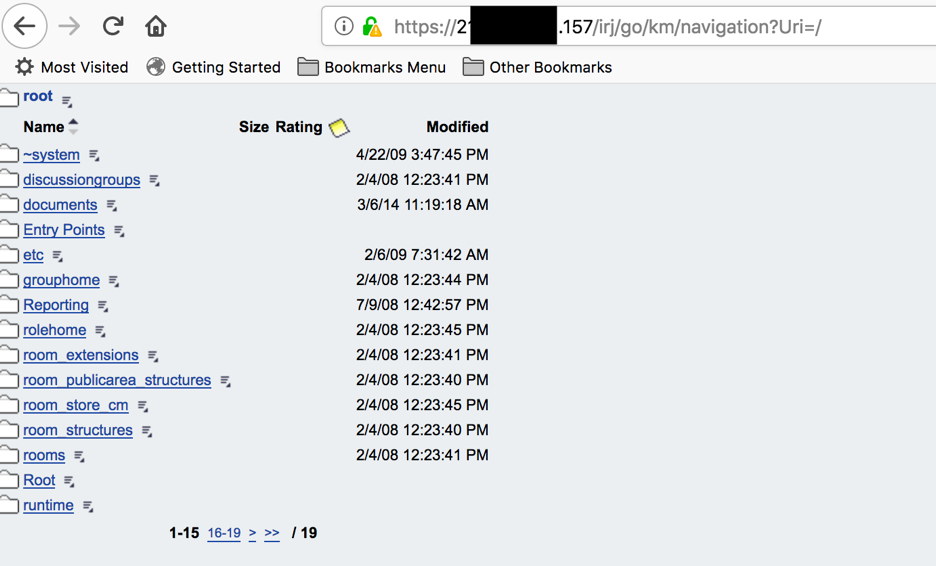 https://2 .157/irj/go/km/navigation?Uri=/
Most Visited Getting Started Bookmarks Menu Other Bookmarks
root
Name Size Rating Modified
~system 4/22/09 3:47:45 PM
discussiongroups 2/4/08 12:23:41 PM
documents 3/6/14 11:19:18 AM
Entry Points
etc 2/6/09 7:31:42 AM
grouphome 2/4/08 12:23:44 PM
Reporting 7/9/08 12:42:57 PM
rolehome 2/4/08 12:23:45 PM
room_extensions 2/4/08 12:23:41 PM
room_publicarea_structures 2/4/08 12:23:40 PM
room_store_cm 2/4/08 12:23:45 PM
room_structures 2/4/08 12:23:40 PM
rooms 2/4/08 12:23:41 PM
Root
runtime
1-15 16-19 > >> / 19